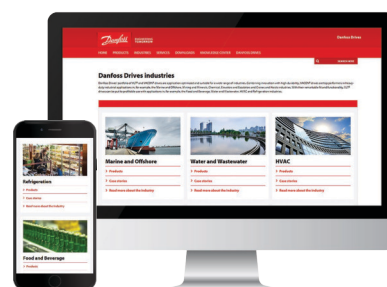 Danfoss
ENGINEERING
TOMORROW
Danfoss Drives
HOME PRODUCTS INDUSTRIES SERVICES DOWNLOADS KNOWLEDGE CENTER DANFOSS DRIVES
Danfoss Drives industries
Marine and Offshore
Products
Case stories
Read more about the industry
Water and Wastewater
Products
Case stories
Read more about the industry
HVAC
Products
Case stories
Read more about the industry
Refrigeration
Products
Case stories
Read more about the industry
Food and Beverage
Products